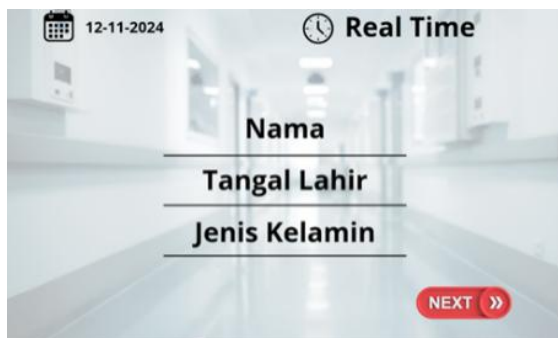 12-11-2024
Real Time
Nama
Tangal Lahir
Jenis Kelamin
NEXT »